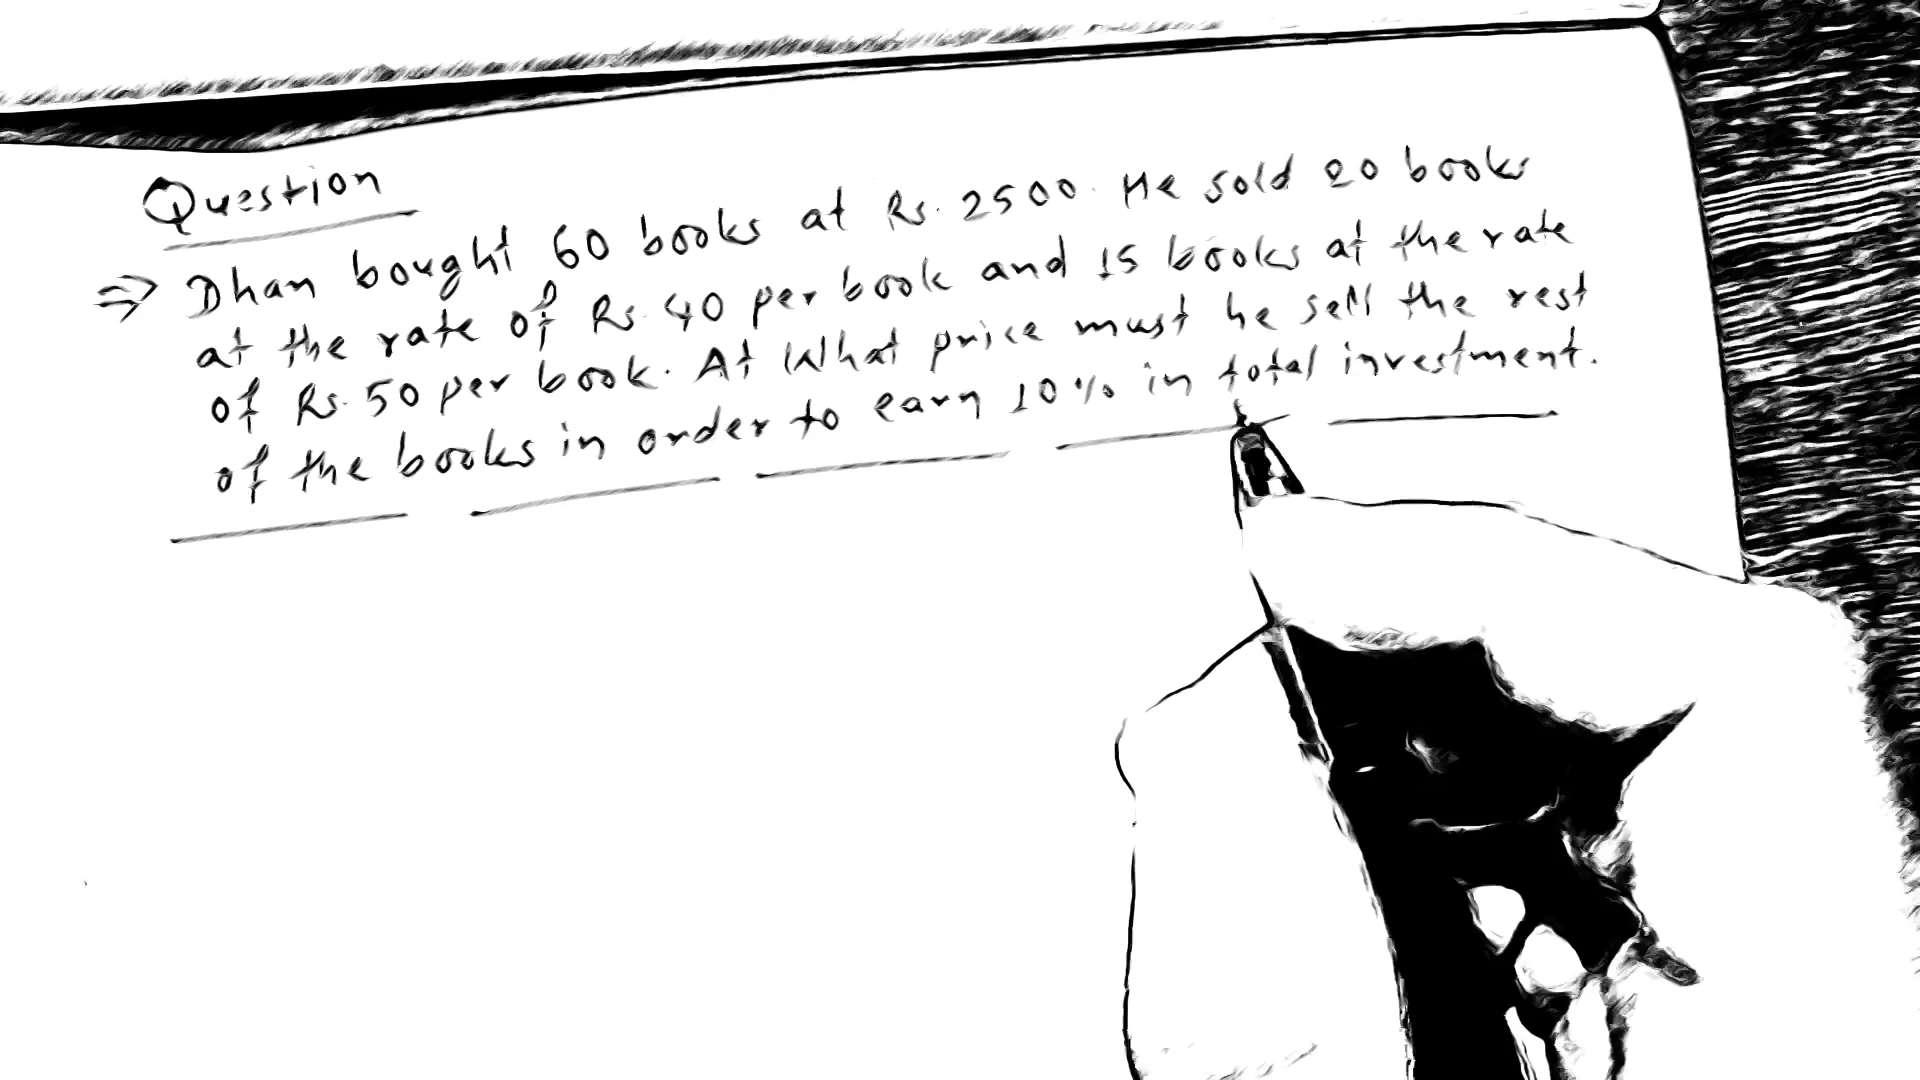 Question
⇒ Dhan bought 60 books at Rs. 2500. He sold 20 books
at the rate of Rs. 40 per book and 15 books at the rate
of Rs. 50 per book. At What price must he sell the rest
of the books in order to earn 10% in total investment.